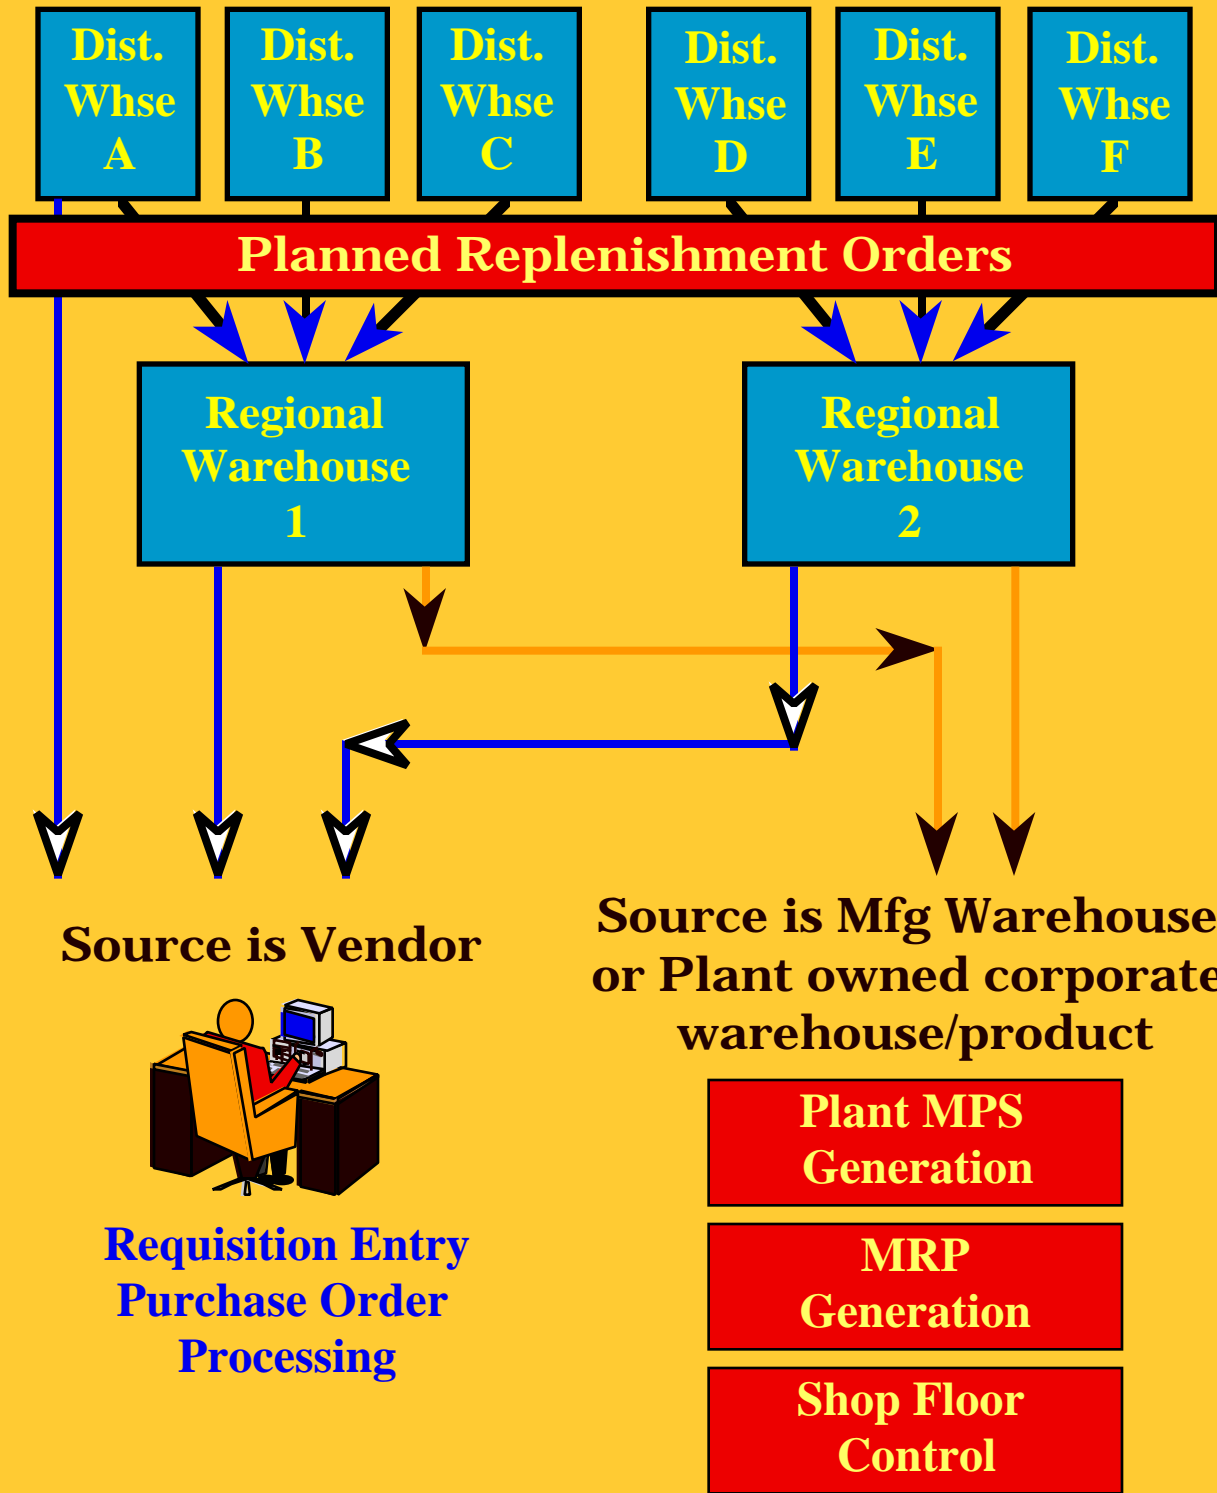 Dist.
Whse
A
Dist.
Whse
B
Dist.
Whse
C
Dist.
Whse
D
Dist.
Whse
E
Dist.
Whse
F
Planned Replenishment Orders
Regional
Warehouse
1
Regional
Warehouse
2
Source is Vendor
Source is Mfg Warehouse
or Plant owned corporate
warehouse/product
Requisition Entry
Purchase Order
Processing
Plant MPS
Generation
MRP
Generation
Shop Floor
Control